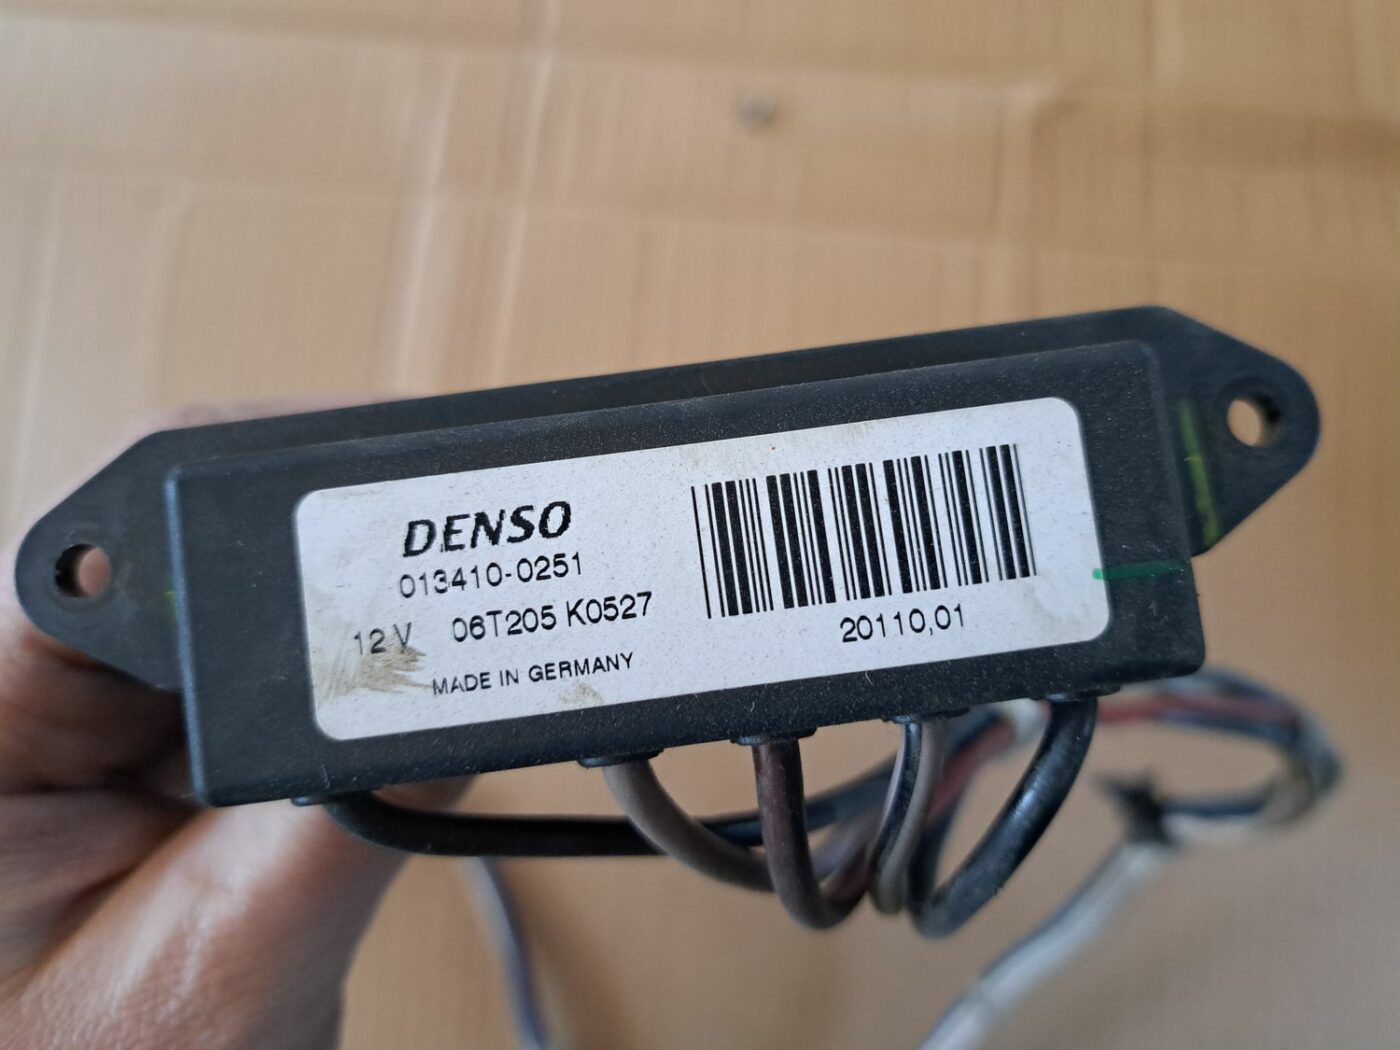 DENSO
013410-0251
12 V 06T205 K0527
MADE IN GERMANY
20110,01